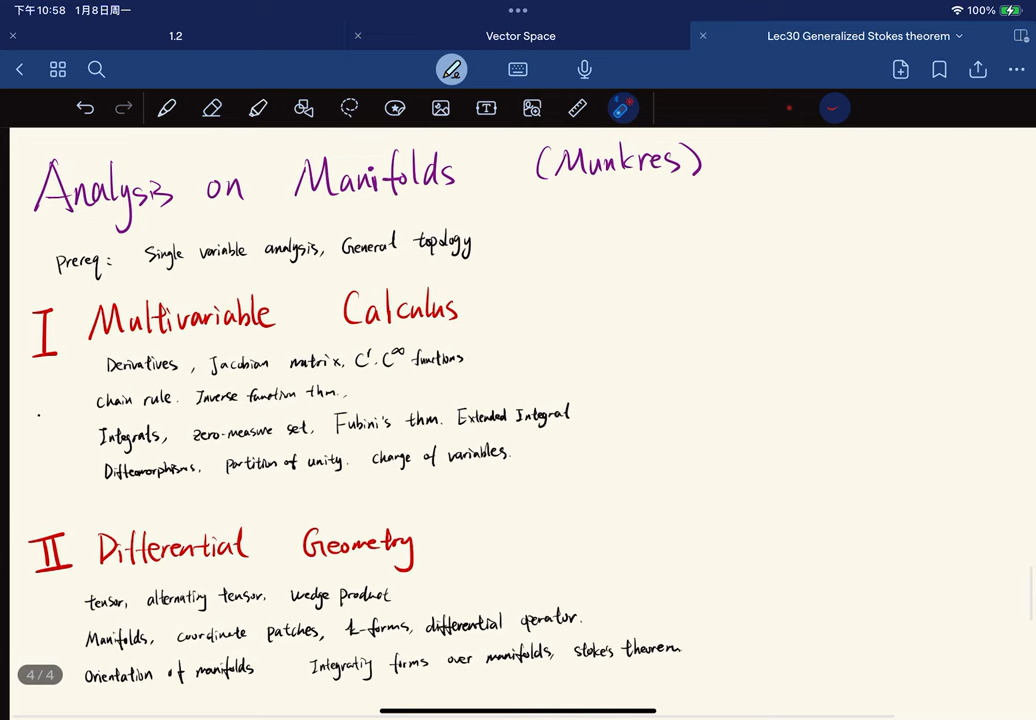 下午10:58 1月8日周一
100%
1.2
Vector Space
Lec30 Generalized Stokes theorem
Analysis on Manifolds (Munkres)
Prereq: Single variable analysis, General topology
I Multivariable Calculus
Derivatives, Jacobian matrix, C¹. C^∞ functions
Chain rule. Inverse function thm.,
Integrals, zero-measure set, Fubini's thm. Extended Integral
Diffeomorphisms, partition of unity. change of variables.
II Differential Geometry
tensor, alternating tensor, wedge product
Manifolds, coordinate patches, k-forms, differential operator.
Orientation of manifolds Integrating forms over manifolds, stoke's theorem
4 / 4